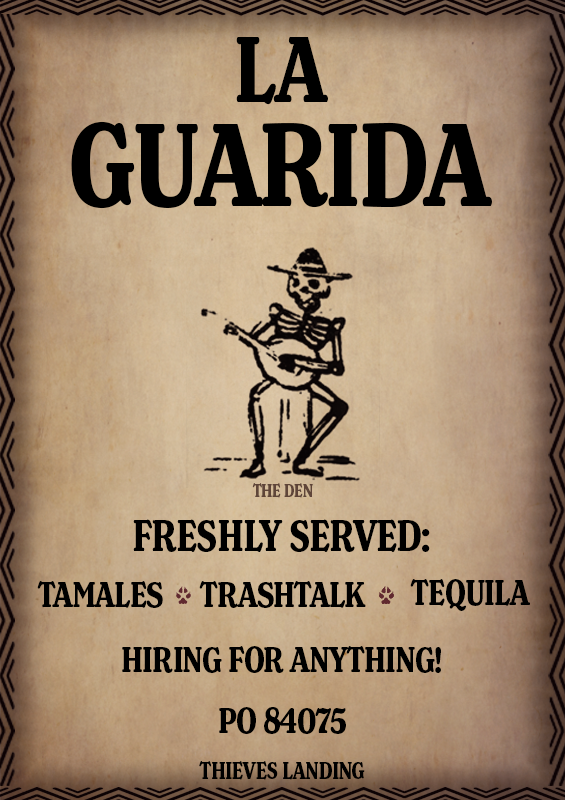 LA
GUARIDA
THE DEN
FRESHLY SERVED:
TAMALES TRASHTALK TEQUILA
HIRING FOR ANYTHING!
PO 84075
THIEVES LANDING